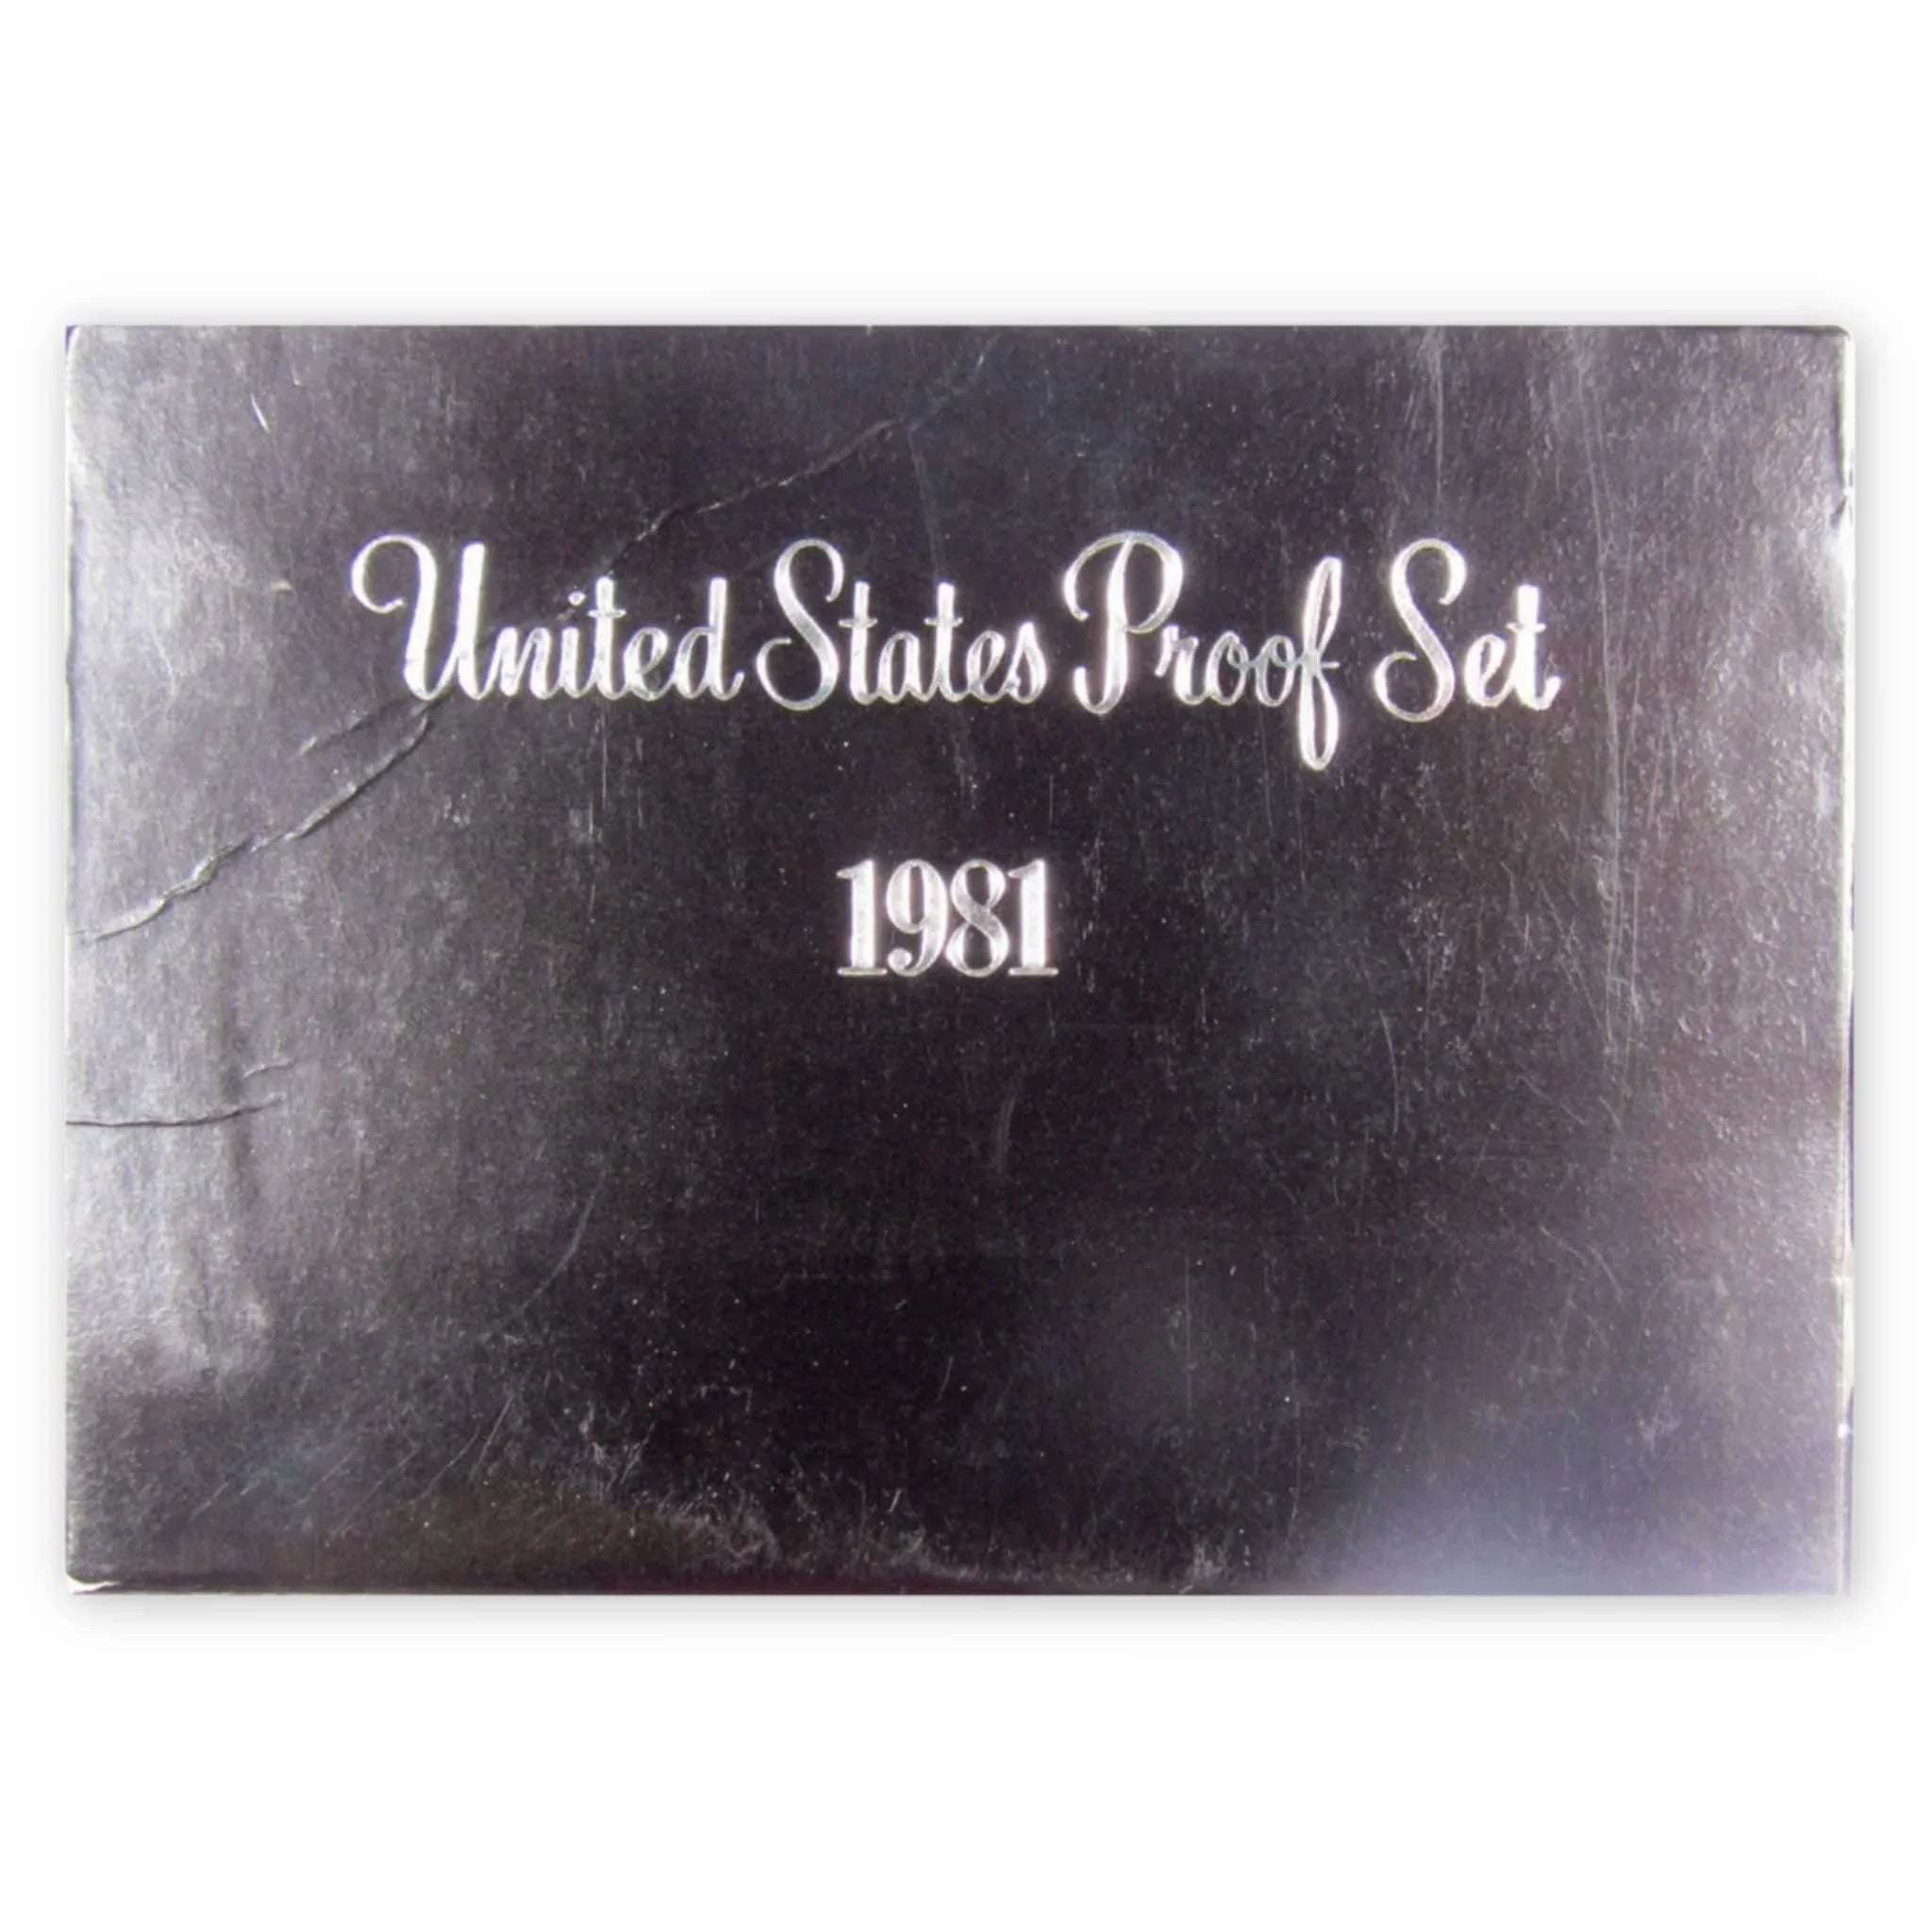 United States Proof Set
1981